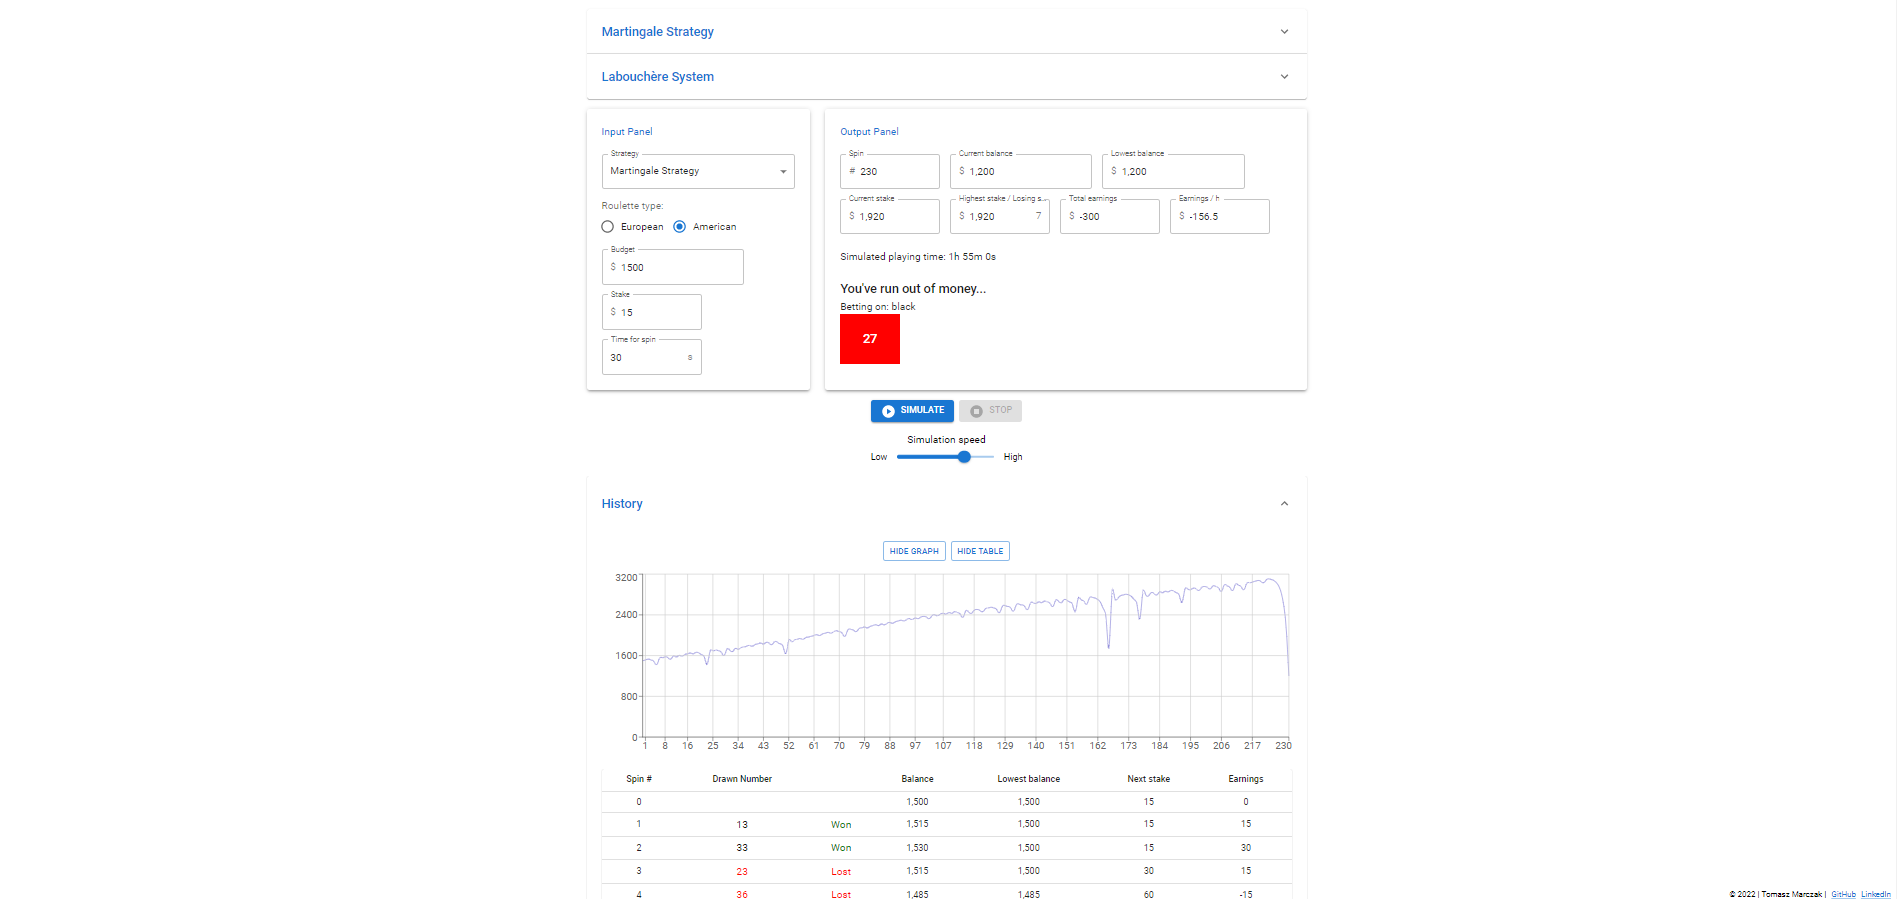 Martingale Strategy
Labouchère System
Input Panel
Strategy
Martingale Strategy
Roulette type:
European American
Budget
$ 1500
Stake
$ 15
Time for spin
30 s
Output Panel
Spin Current balance Lowest balance
# 230 $ 1,200 $ 1,200
Current stake Highest stake / Losing s... Total earnings Earnings / h
$ 1,920 $ 1,920 7 $ -300 $ -156.5
Simulated playing time: 1h 55m 0s
You've run out of money...
Betting on: black
27
SIMULATE STOP
Simulation speed
Low High
History
HIDE GRAPH HIDE TABLE
3200
2400
1600
800
0
1 8 16 25 34 43 52 61 70 79 88 97 107 118 129 140 151 162 173 184 195 206 217 230
Spin # Drawn Number Balance Lowest balance Next stake Earnings
0 1,500 1,500 15 0
1 13 Won 1,515 1,500 15 15
2 33 Won 1,530 1,500 15 30
3 23 Lost 1,515 1,500 30 15
4 36 Lost 1,485 1,485 60 -15
© 2022 | Tomasz Marczak | GitHub LinkedIn